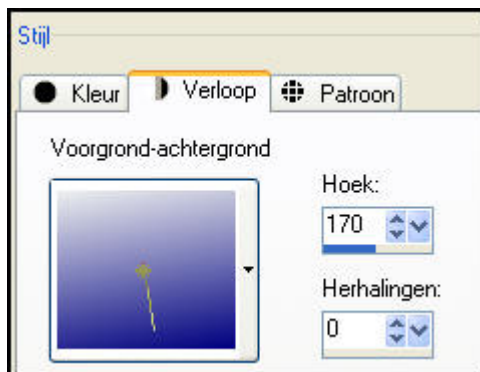 Stijl
Kleur Verloop Patroon
Voorgrond-achtergrond
Hoek:
170
Herhalingen:
0